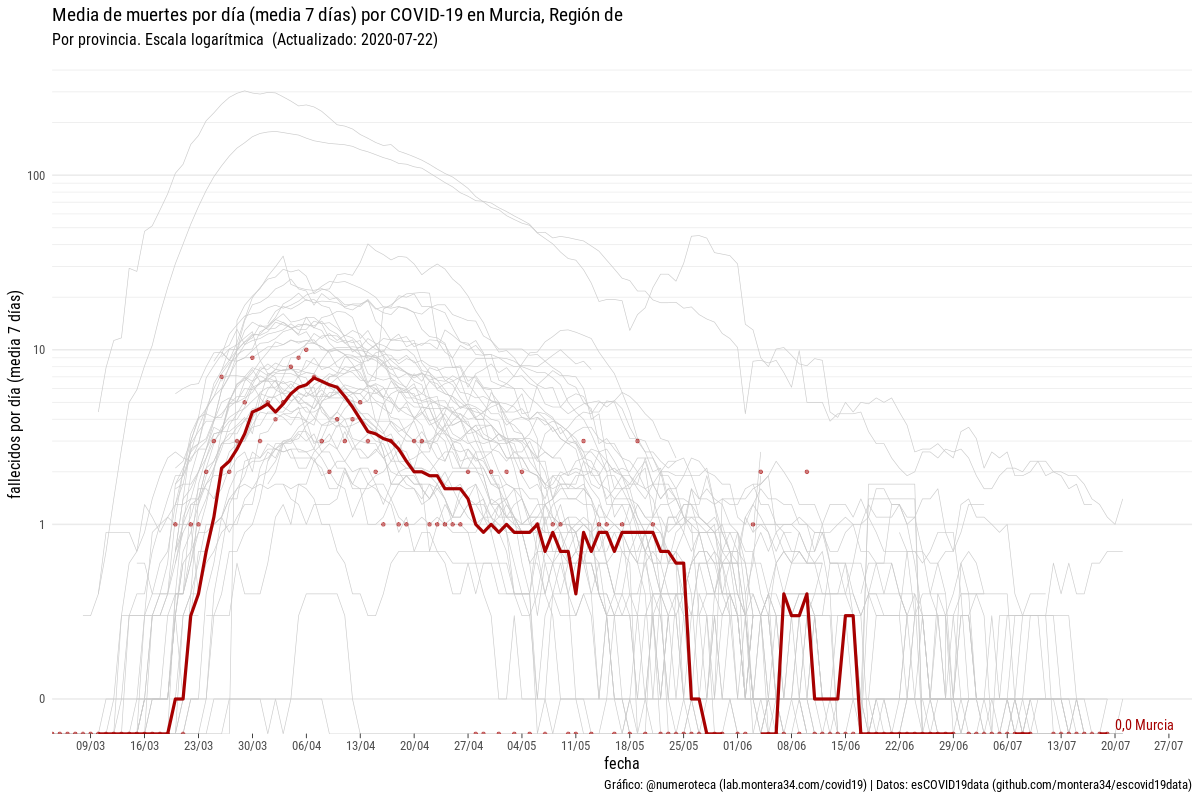 Media de muertes por día (media 7 días) por COVID-19 en Murcia, Región de
Por provincia. Escala logarítmica  (Actualizado: 2020-07-22)
fallecidos por día (media  7 días)
100
10
1
0
0,0 Murcia
09/03 16/03 23/03 30/03 06/04 13/04 20/04 27/04 04/05 11/05 18/05 25/05 01/06 08/06 15/06 22/06 29/06 06/07 13/07 20/07 27/07
fecha
Gráfico: @numeroteca (lab.montera34.com/covid19) | Datos: esCOVID19data (github.com/montera34/escovid19data)